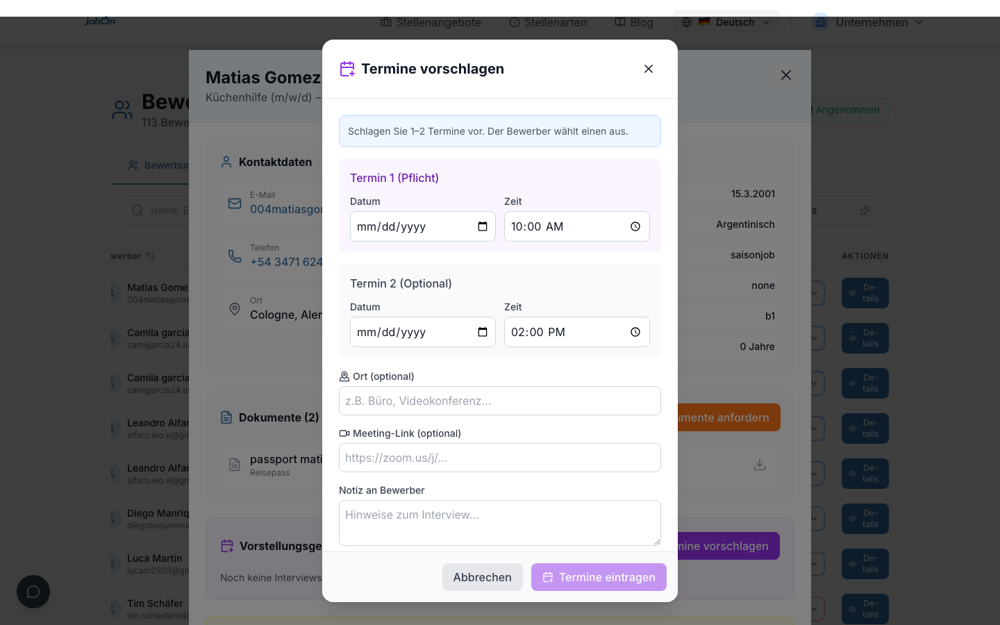 JobOn
Stellenangebote
Stellenarten
Blog
Deutsch
Unternehmen
Termine vorschlagen
Matias Gomez
Küchenhilfe (m/w/d) –
Angenommen
113 Bewe
Schlagen Sie 1–2 Termine vor. Der Bewerber wählt einen aus.
Kontaktdaten
Bewerbun
Termin 1 (Pflicht)
Datum
Zeit
mm/dd/yyyy
10:00 AM
E-Mail
004matiasgo
15.3.2001
Name, E
Argentinisch
Telefon
+54 3471 624
saisonjob
werber
AKTIONEN
Termin 2 (Optional)
Datum
Zeit
mm/dd/yyyy
02:00 PM
Ort
Cologne, Ale
none
b1
0 Jahre
Matias Gome
004matiasgome
De-
tails
Camila garcia
camigarcia24.a
De-
tails
Camila garcia
camigarcia24.a
De-
tails
Ort (optional)
z.B. Büro, Videokonferenz...
Dokumente (2)
umente anfordern
Leandro Alfar
alfaro.leo.e@gm
De-
tails
Meeting-Link (optional)
https://zoom.us/j/...
passport mati
Reisepass
Leandro Alfar
alfaro.leo.e@gm
De-
tails
Notiz an Bewerber
Hinweise zum Interview...
Diego Manriq
diegobenjamins
De-
tails
Vorstellungsge
mine vorschlagen
Luca Martin
lucam2903@gm
De-
tails
Noch keine Interviews
Abbrechen
Termine eintragen
Tim Schäfer
tim.schaefer94
De-
tails